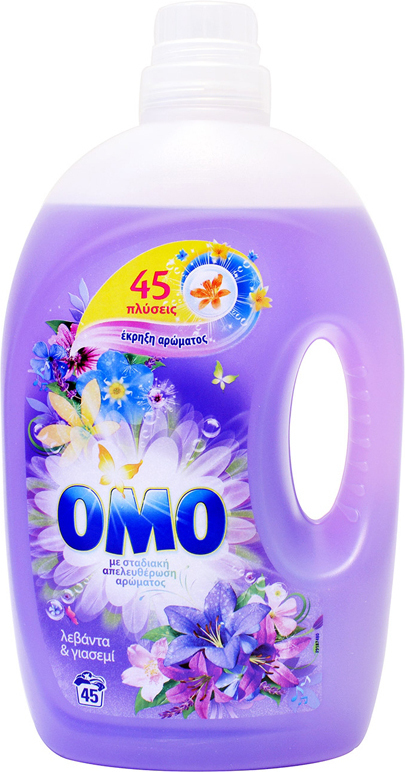 45
πλύσεις
έκρηξη αρώματος
OMO
με σταδιακή
απελευθέρωση
αρώματος
λεβάντα
& γιασεμί
45